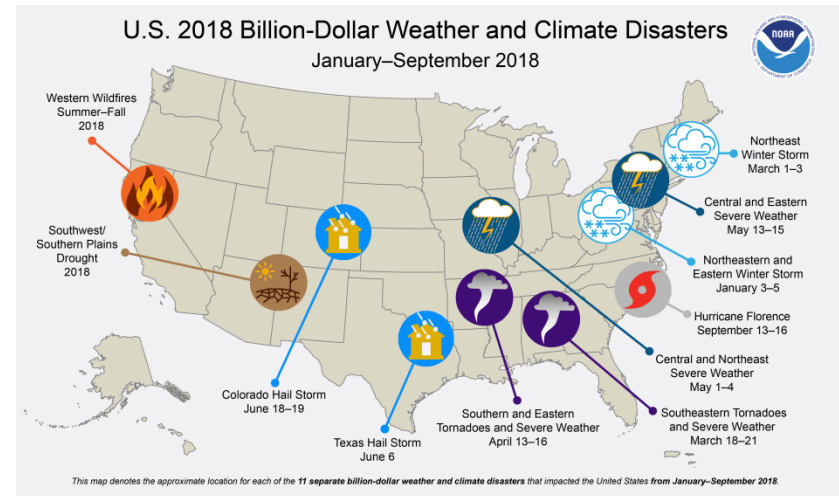 U.S. 2018 Billion-Dollar Weather and Climate Disasters
January–September 2018
NOAA
Western Wildfires
Summer–Fall
2018
Southwest/
Southern Plains
Drought
2018
Colorado Hail Storm
June 18–19
Texas Hail Storm
June 6
Southern and Eastern
Tornadoes and Severe Weather
April 13–16
Southeastern Tornadoes
and Severe Weather
March 18–21
Central and Northeast
Severe Weather
May 1–4
Hurricane Florence
September 13–16
Northeastern and
Eastern Winter Storm
January 3–5
Central and Eastern
Severe Weather
May 13–15
Northeast
Winter Storm
March 1–3
This map denotes the approximate location for each of the 11 separate billion-dollar weather and climate disasters that impacted the United States from January–September 2018.